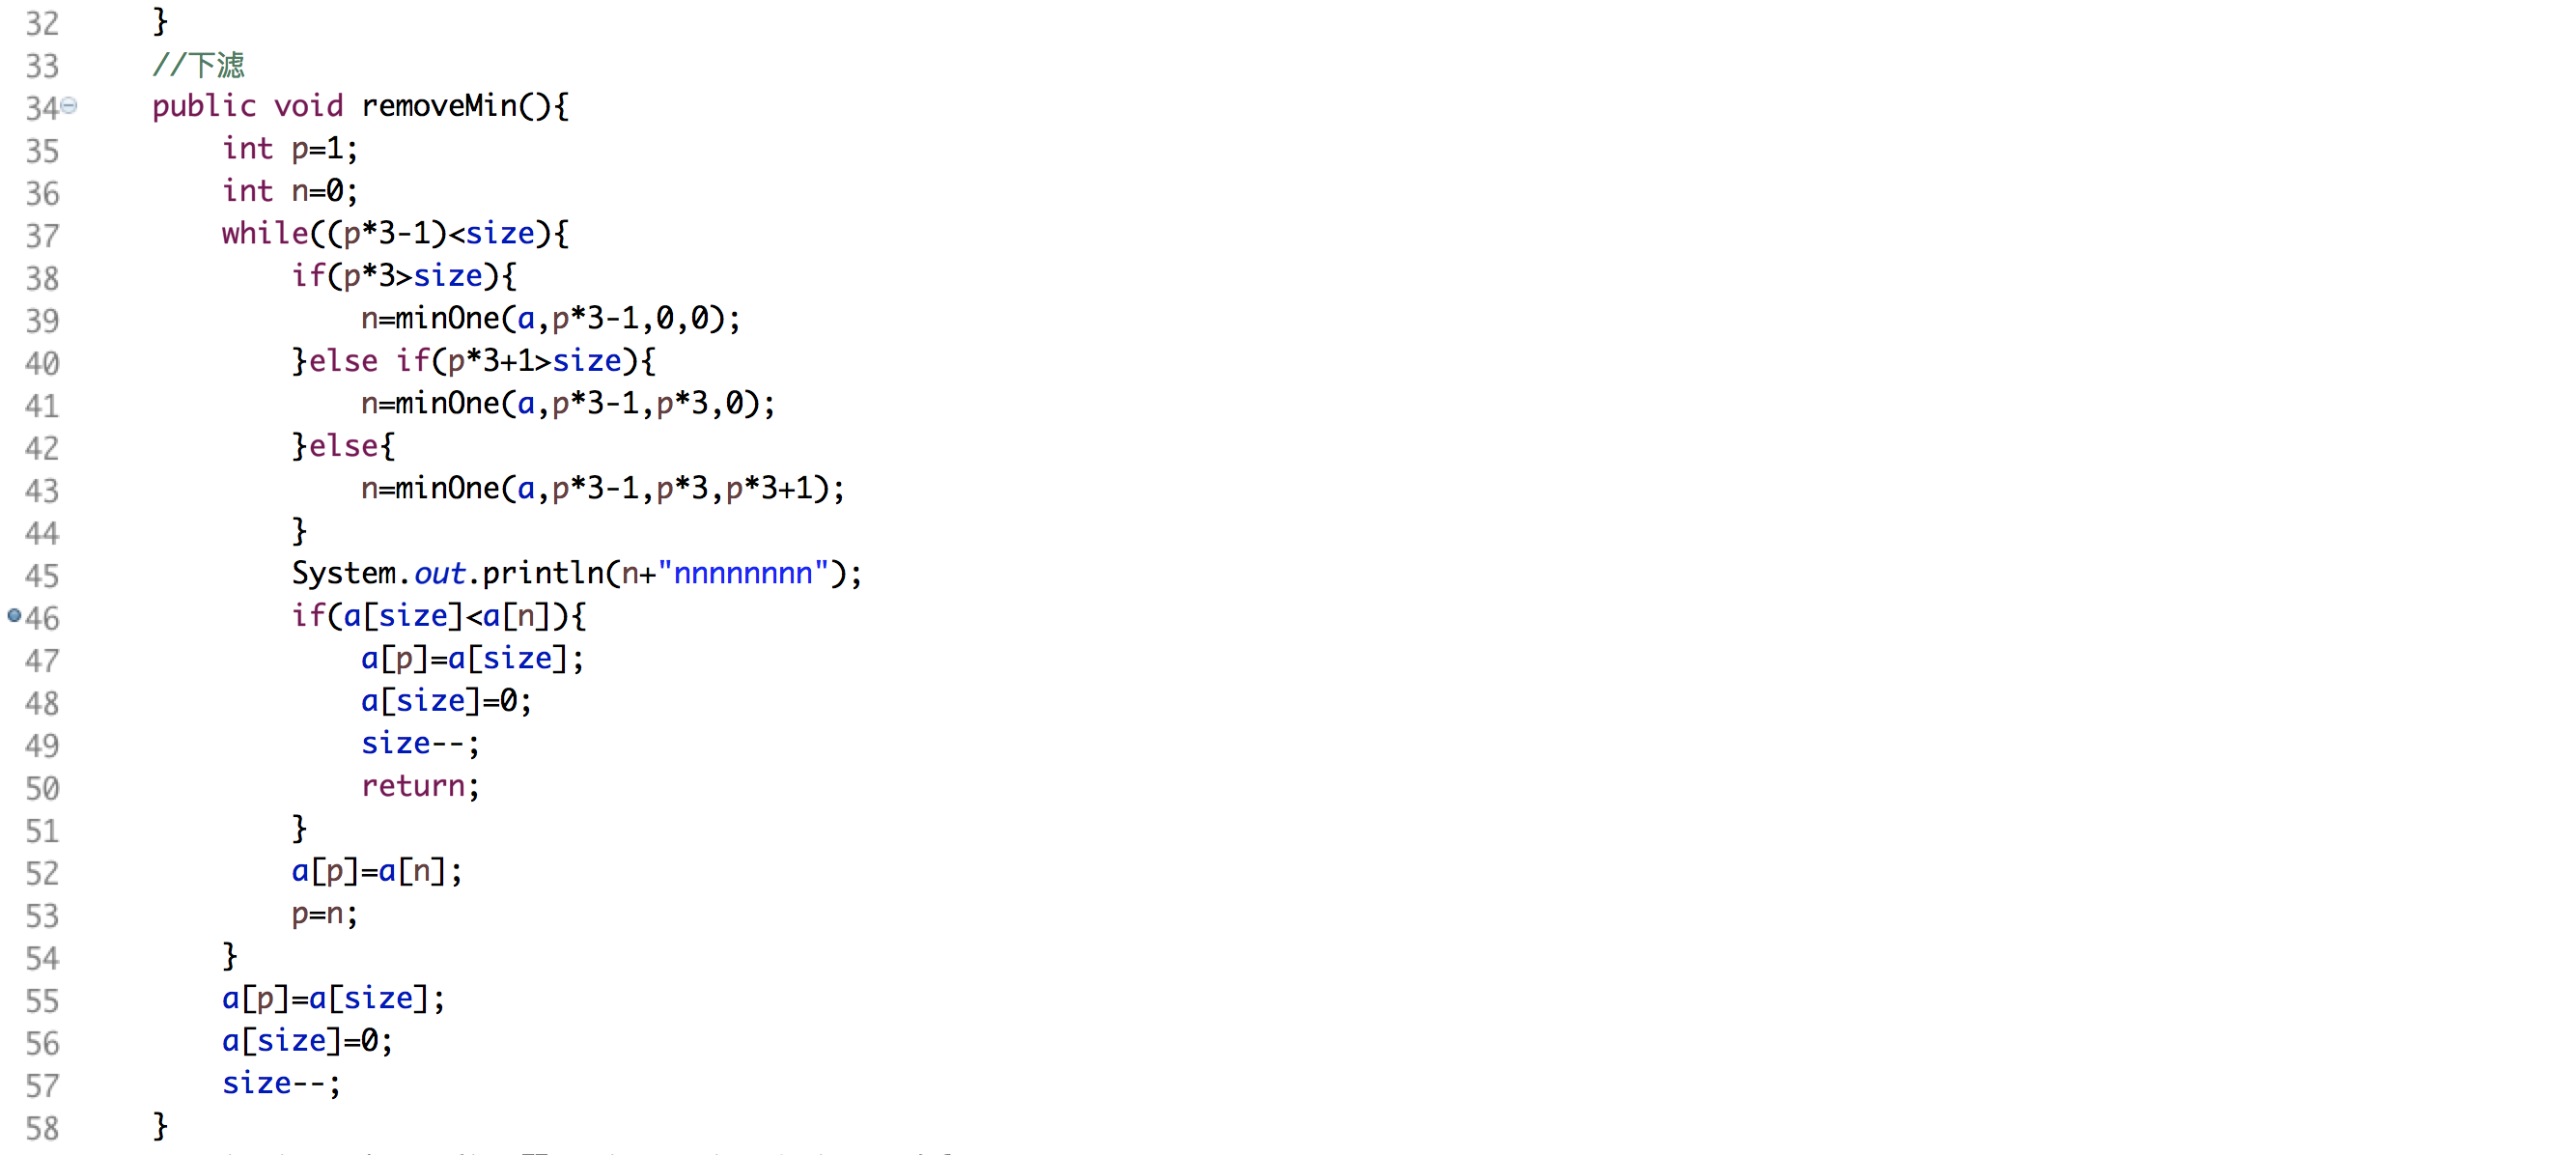 32 }
33 //下滤
34 public void removeMin(){
35 int p=1;
36 int n=0;
37 while((p*3-1)<size){
38 if(p*3>size){
39 n=minOne(a,p*3-1,0,0);
40 }else if(p*3+1>size){
41 n=minOne(a,p*3-1,p*3,0);
42 }else{
43 n=minOne(a,p*3-1,p*3,p*3+1);
44 }
45 System.out.println(n+"nnnnnnnn");
46 if(a[size]<a[n]){
47 a[p]=a[size];
48 a[size]=0;
49 size--;
50 return;
51 }
52 a[p]=a[n];
53 p=n;
54 }
55 a[p]=a[size];
56 a[size]=0;
57 size--;
58 }